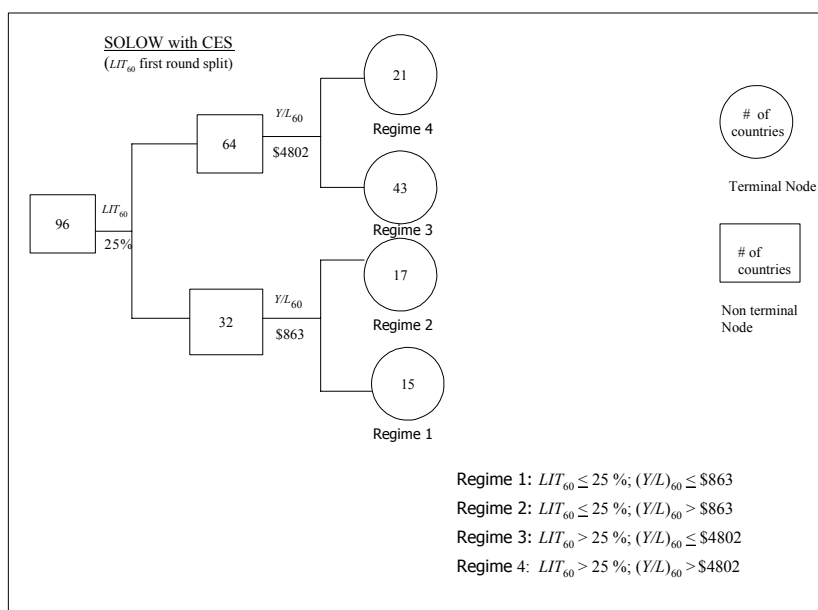 SOLOW with CES
(LIT60 first round split)
96
LIT60
25%
64
Y/L60
$4802
21
Regime 4
43
Regime 3
32
Y/L60
$863
17
Regime 2
15
Regime 1
# of
countries
Terminal Node
# of
countries
Non terminal
Node
Regime 1: LIT60 ≤ 25 %; (Y/L)60 ≤ $863
Regime 2: LIT60 ≤ 25 %; (Y/L)60 > $863
Regime 3: LIT60 > 25 %; (Y/L)60 ≤ $4802
Regime 4: LIT60 > 25 %; (Y/L)60 > $4802